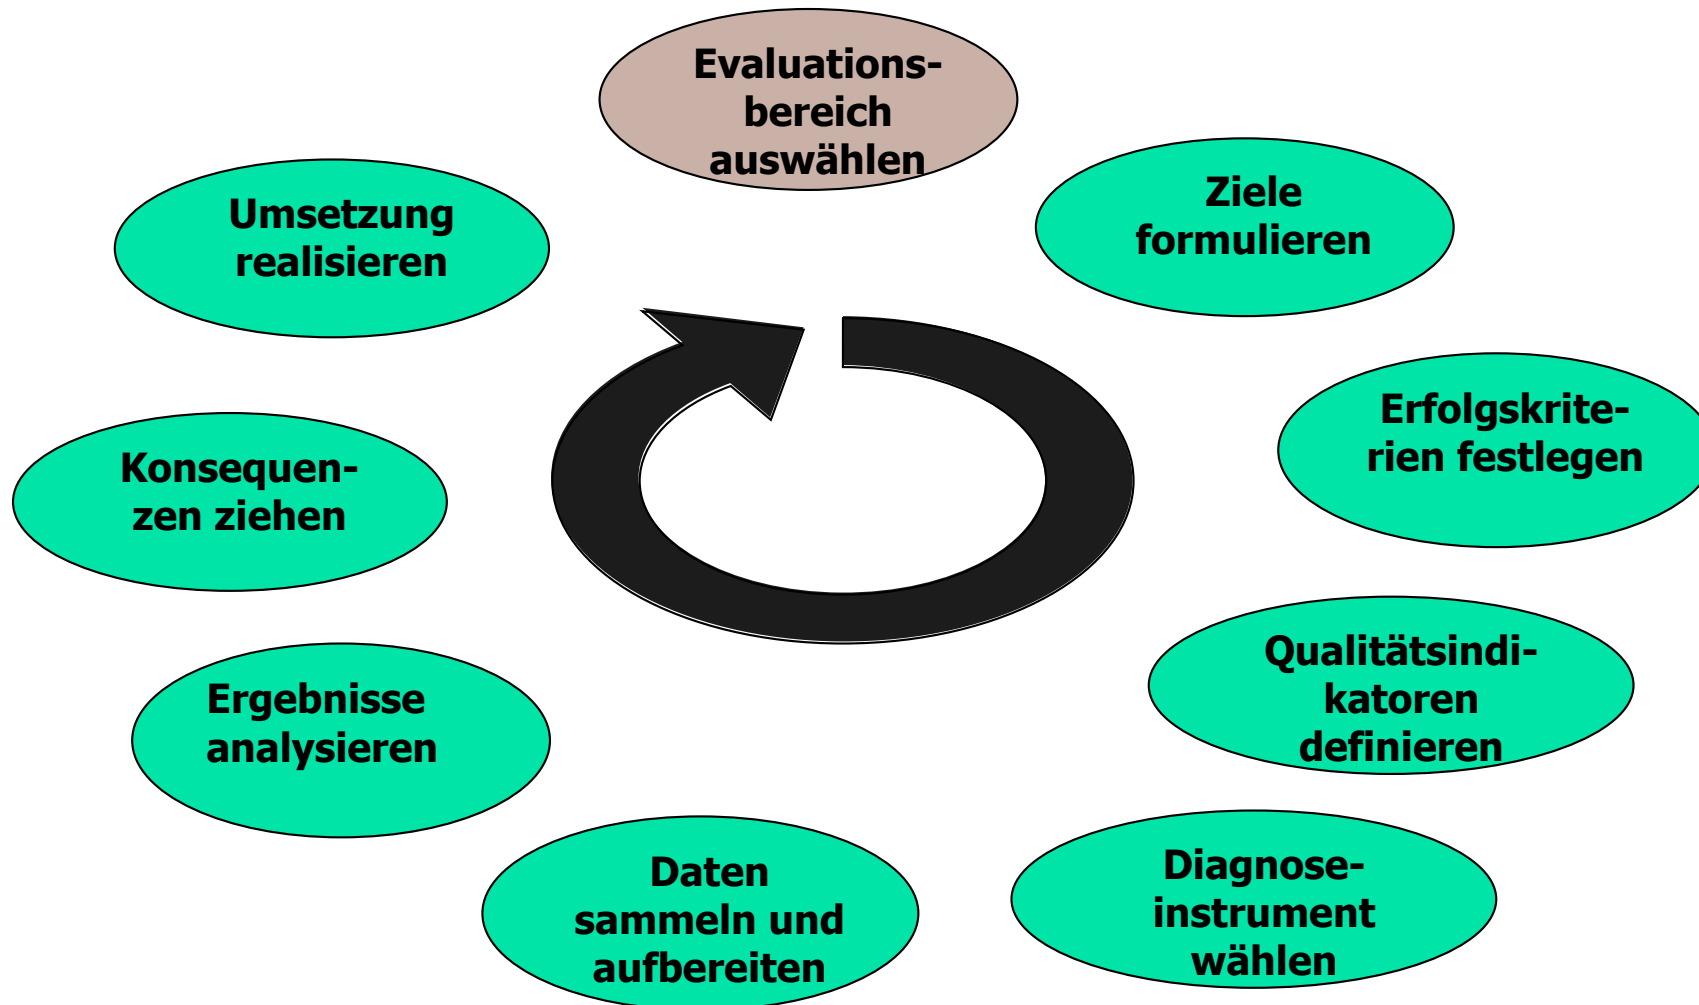 Evaluations-
bereich
auswählen
Ziele
formulieren
Erfolgskrite-
rien festlegen
Qualitätsindi-
katoren
definieren
Diagnose-
instrument
wählen
Daten
sammeln und
aufbereiten
Ergebnisse
analysieren
Konsequen-
zen ziehen
Umsetzung
realisieren